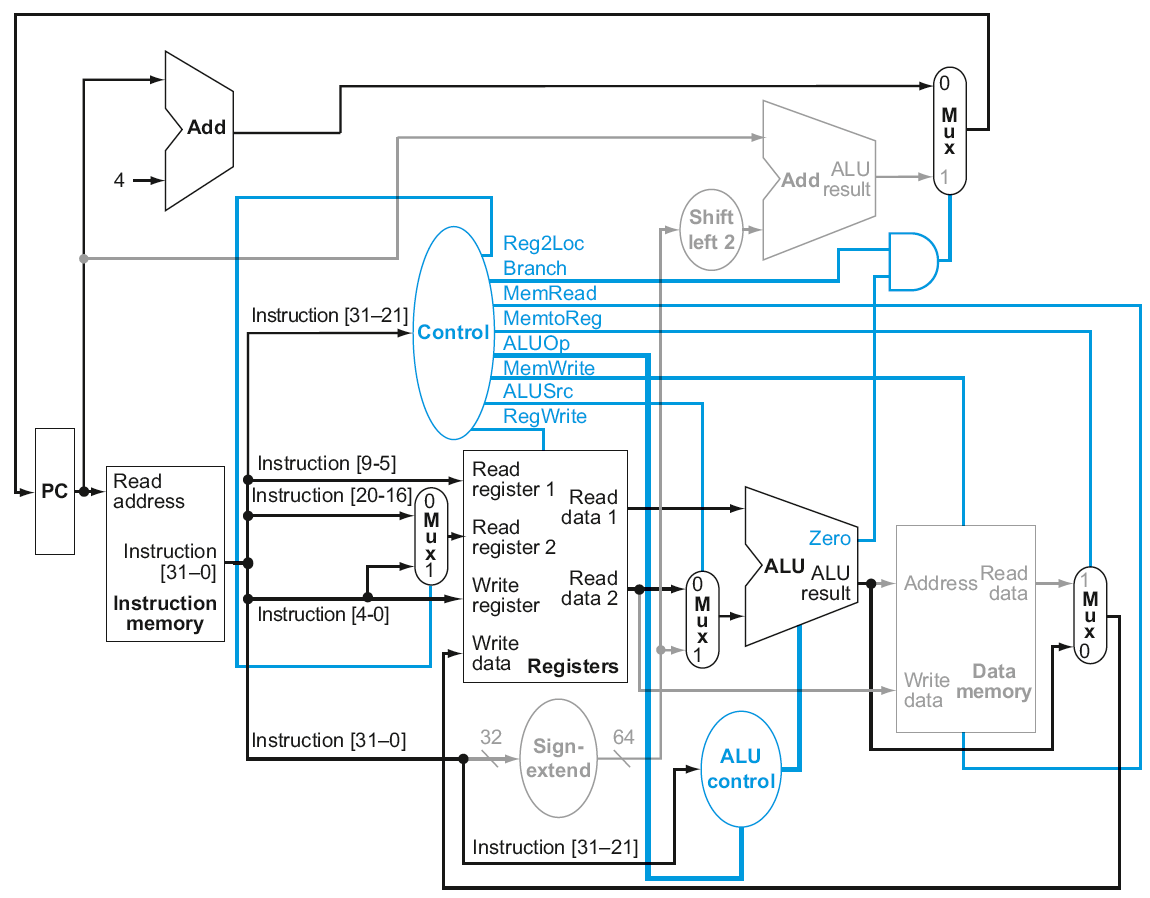 0
M
u
x
1
Add
4
Add
ALU
result
Shift
left 2
Reg2Loc
Branch
MemRead
MemtoReg
ALUOp
MemWrite
ALUSrc
RegWrite
Control
Instruction [31–21]
PC
Read
address
Instruction
[31–0]
Instruction
memory
Instruction [9-5]
Instruction [20-16]
Instruction [4-0]
0
M
u
x
1
Read
register 1
Read
register 2
Write
register
Write
data
Read
data 1
Read
data 2
Registers
0
M
u
x
1
Zero
ALU
ALU
result
Address
Read
data
Write
data
Data
memory
1
M
u
x
0
Instruction [31–0]
32
Sign-
extend
64
ALU
control
Instruction [31–21]